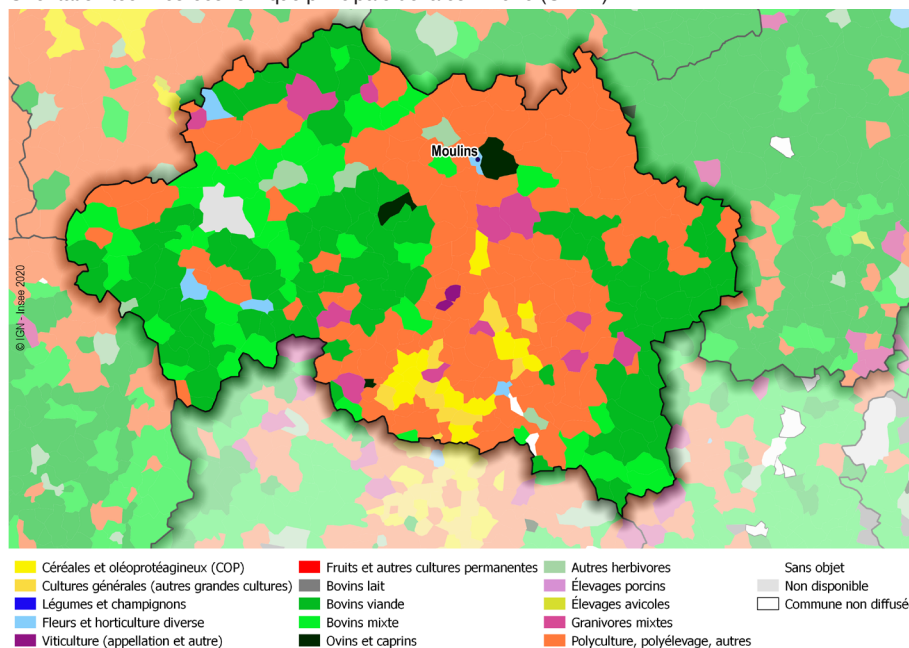 Moulins
© IGN - Insee 2020
Céréales et oléoprotéagineux (COP)
Cultures générales (autres grandes cultures)
Légumes et champignons
Fleurs et horticulture diverse
Viticulture (appellation et autre)
Fruits et autres cultures permanentes
Bovins lait
Bovins viande
Bovins mixte
Ovins et caprins
Autres herbivores
Élevages porcins
Élevages avicoles
Granivores mixtes
Polyculture, polyélevage, autres
Sans objet
Non disponible
Commune non diffusé